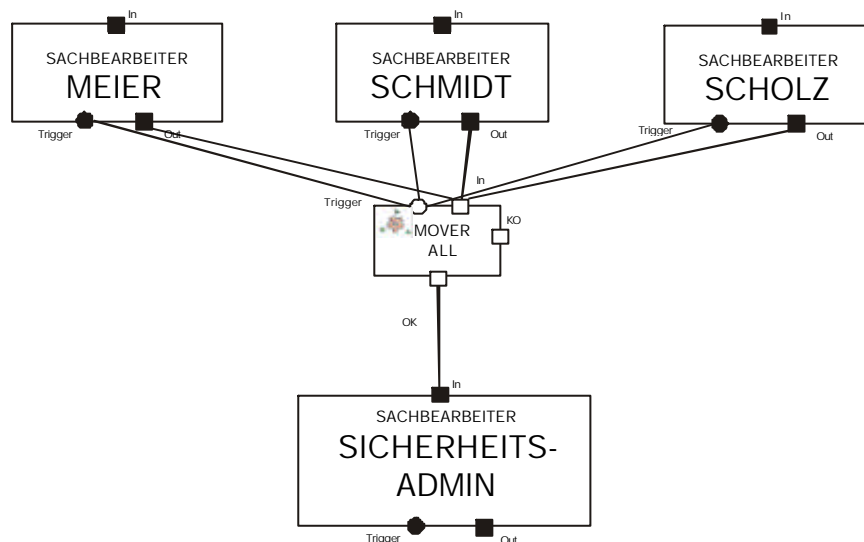 In
In
In
SACHBEARBEITER
MEIER
SACHBEARBEITER
SCHMIDT
SACHBEARBEITER
SCHOLZ
Trigger
Out
Trigger
Out
Trigger
Out
Trigger
In
MOVER
ALL
KO
OK
In
SACHBEARBEITER
SICHERHEITS-
ADMIN
Trigger
Out